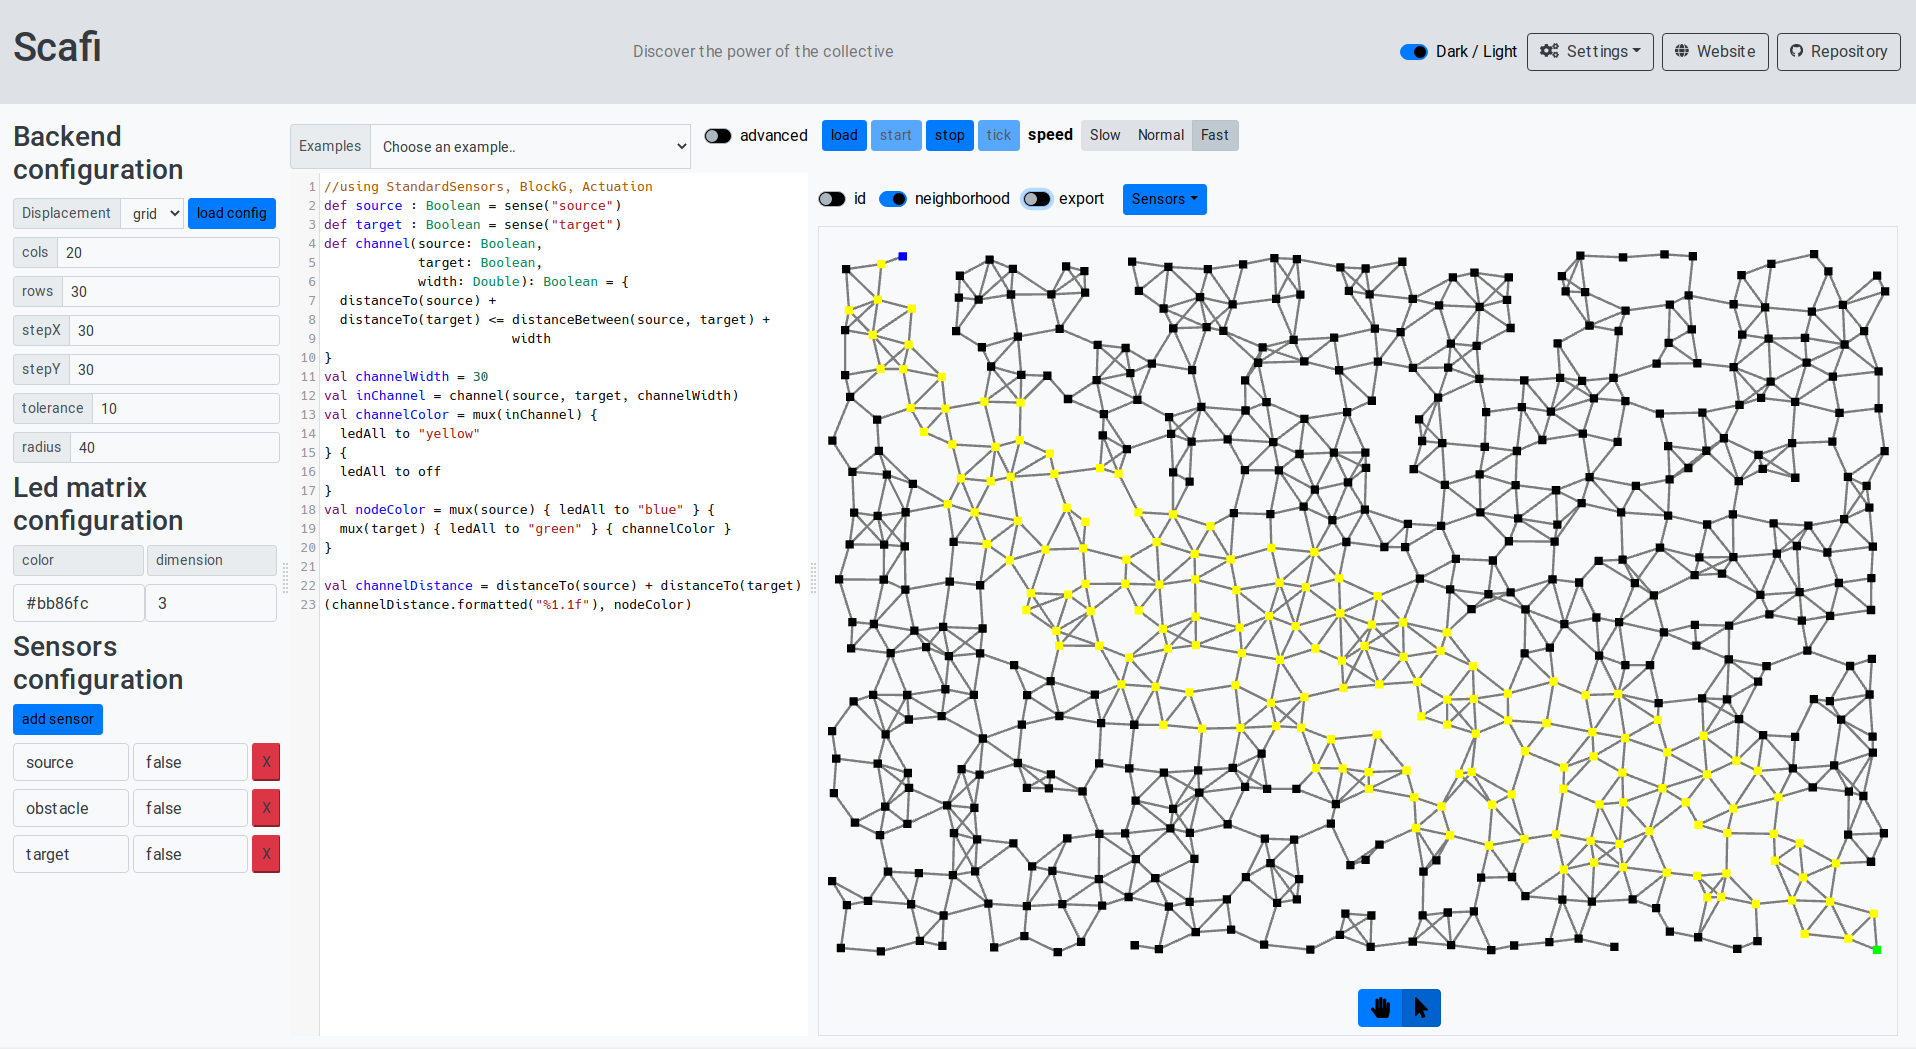 Scafi
Discover the power of the collective
Dark / Light
Settings
Website
Repository
Backend
configuration
Displacement
grid
load config
cols
20
rows
30
stepX
30
stepY
30
tolerance
10
radius
40
Led matrix
configuration
color
dimension
#bb86fc
3
Sensors
configuration
add sensor
source
false
X
obstacle
false
X
target
false
X
Examples
Choose an example..
advanced
1 //using StandardSensors, BlockG, Actuation
2 def source : Boolean = sense("source")
3 def target : Boolean = sense("target")
4 def channel(source: Boolean,
5             target: Boolean,
6             width: Double): Boolean = {
7   distanceTo(source) +
8   distanceTo(target) <= distanceBetween(source, target) +
9                         width
10 }
11 val channelWidth = 30
12 val inChannel = channel(source, target, channelWidth)
13 val channelColor = mux(inChannel) {
14   ledAll to "yellow"
15 } {
16   ledAll to off
17 }
18 val nodeColor = mux(source) { ledAll to "blue" } {
19   mux(target) { ledAll to "green" } { channelColor }
20 }
21
22 val channelDistance = distanceTo(source) + distanceTo(target)
23 (channelDistance.formatted("%1.1f"), nodeColor)
load
start
stop
tick
speed
Slow
Normal
Fast
id
neighborhood
export
Sensors